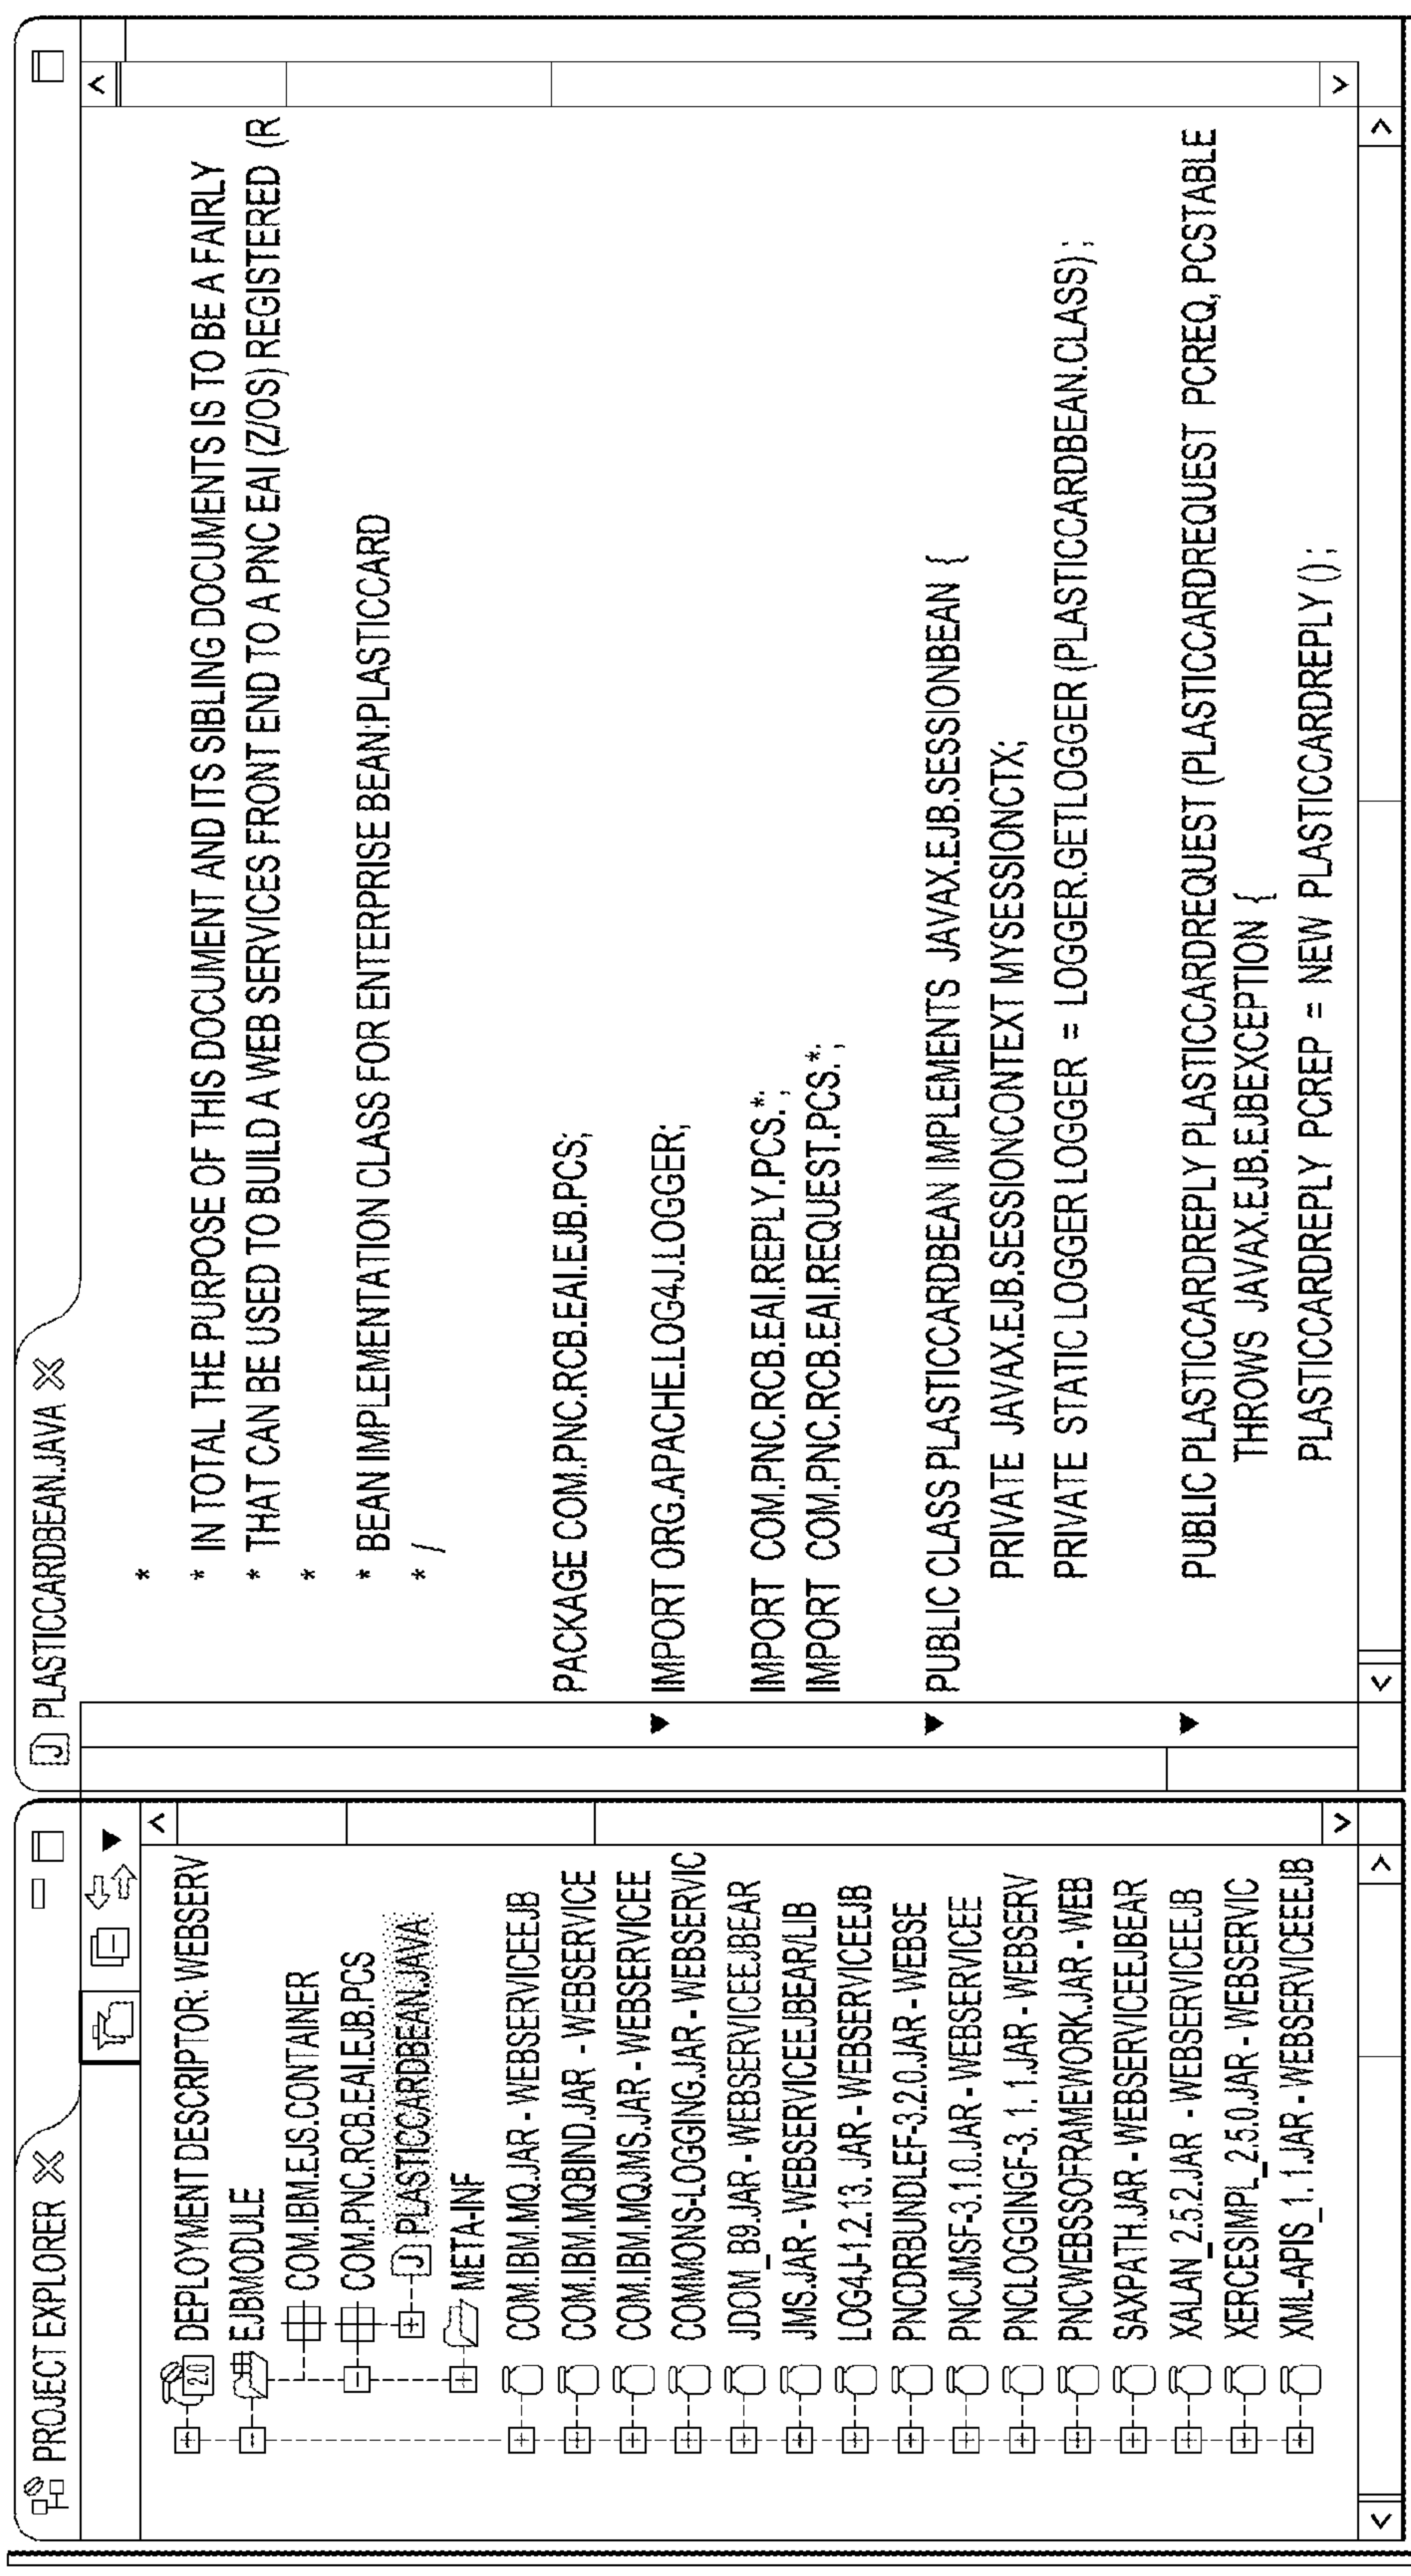 PROJECT EXPLORER
2.0 DEPLOYMENT DESCRIPTOR: WEBSERV
EJBMODULE
COM.IBM.EJS.CONTAINER
COM.PNC.RCB.EAI.EJB.PCS
J PLASTICCARDBEAN.JAVA
META-INF
COM.IBM.MQ.JAR - WEBSERVICEEJB
COM.IBM.MQBIND.JAR - WEBSERVICE
COM.IBM.MQJMS.JAR - WEBSERVICEE
COMMONS-LOGGING.JAR - WEBSERVIC
JDOM_B9.JAR - WEBSERVICEEJBEAR
JMS.JAR - WEBSERVICEEJBEAR/LIB
LOG4J-1.2.13. JAR - WEBSERVICEEJB
PNCDRBUNDLEF-3.2.0.JAR - WEBSE
PNCJMSF-3.1.0.JAR - WEBSERVICEE
PNCLOGGINGF-3.1. 1.JAR - WEBSERV
PNCWEBSSOFRAMEWORK.JAR - WEB
SAXPATH.JAR - WEBSERVICEEJBEAR
XALAN_2.5.2.JAR - WEBSERVICEEJB
XERCESIMPL_2.5.0.JAR - WEBSERVIC
XML-APIS_1. 1.JAR - WEBSERVICEEJB
J PLASTICCARDBEAN.JAVA
*
* IN TOTAL THE PURPOSE OF THIS DOCUMENT AND ITS SIBLING DOCUMENTS IS TO BE A FAIRLY
* THAT CAN BE USED TO BUILD A WEB SERVICES FRONT END TO A PNC EAI (Z/OS) REGISTERED (R
*
* BEAN IMPLEMENTATION CLASS FOR ENTERPRISE BEAN:PLASTICCARD
* /
PACKAGE COM.PNC.RCB.EAI.EJB.PCS;
IMPORT ORG.APACHE.LOG4J.LOGGER;
IMPORT COM.PNC.RCB.EAI.REPLY.PCS.*;
IMPORT COM.PNC.RCB.EAI.REQUEST.PCS.*;
PUBLIC CLASS PLASTICCARDBEAN IMPLEMENTS JAVAX.EJB.SESSIONBEAN {
PRIVATE JAVAX.EJB.SESSIONCONTEXT MYSESSIONCTX;
PRIVATE STATIC LOGGER LOGGER = LOGGER.GETLOGGER (PLASTICCARDBEAN.CLASS) ;
PUBLIC PLASTICCARDREPLY PLASTICCARDREQUEST (PLASTICCARDREQUEST PCREQ, PCSTABLE
THROWS JAVAX.EJB.EJBEXCEPTION {
PLASTICCARDREPLY PCREP = NEW PLASTICCARDREPLY () ;